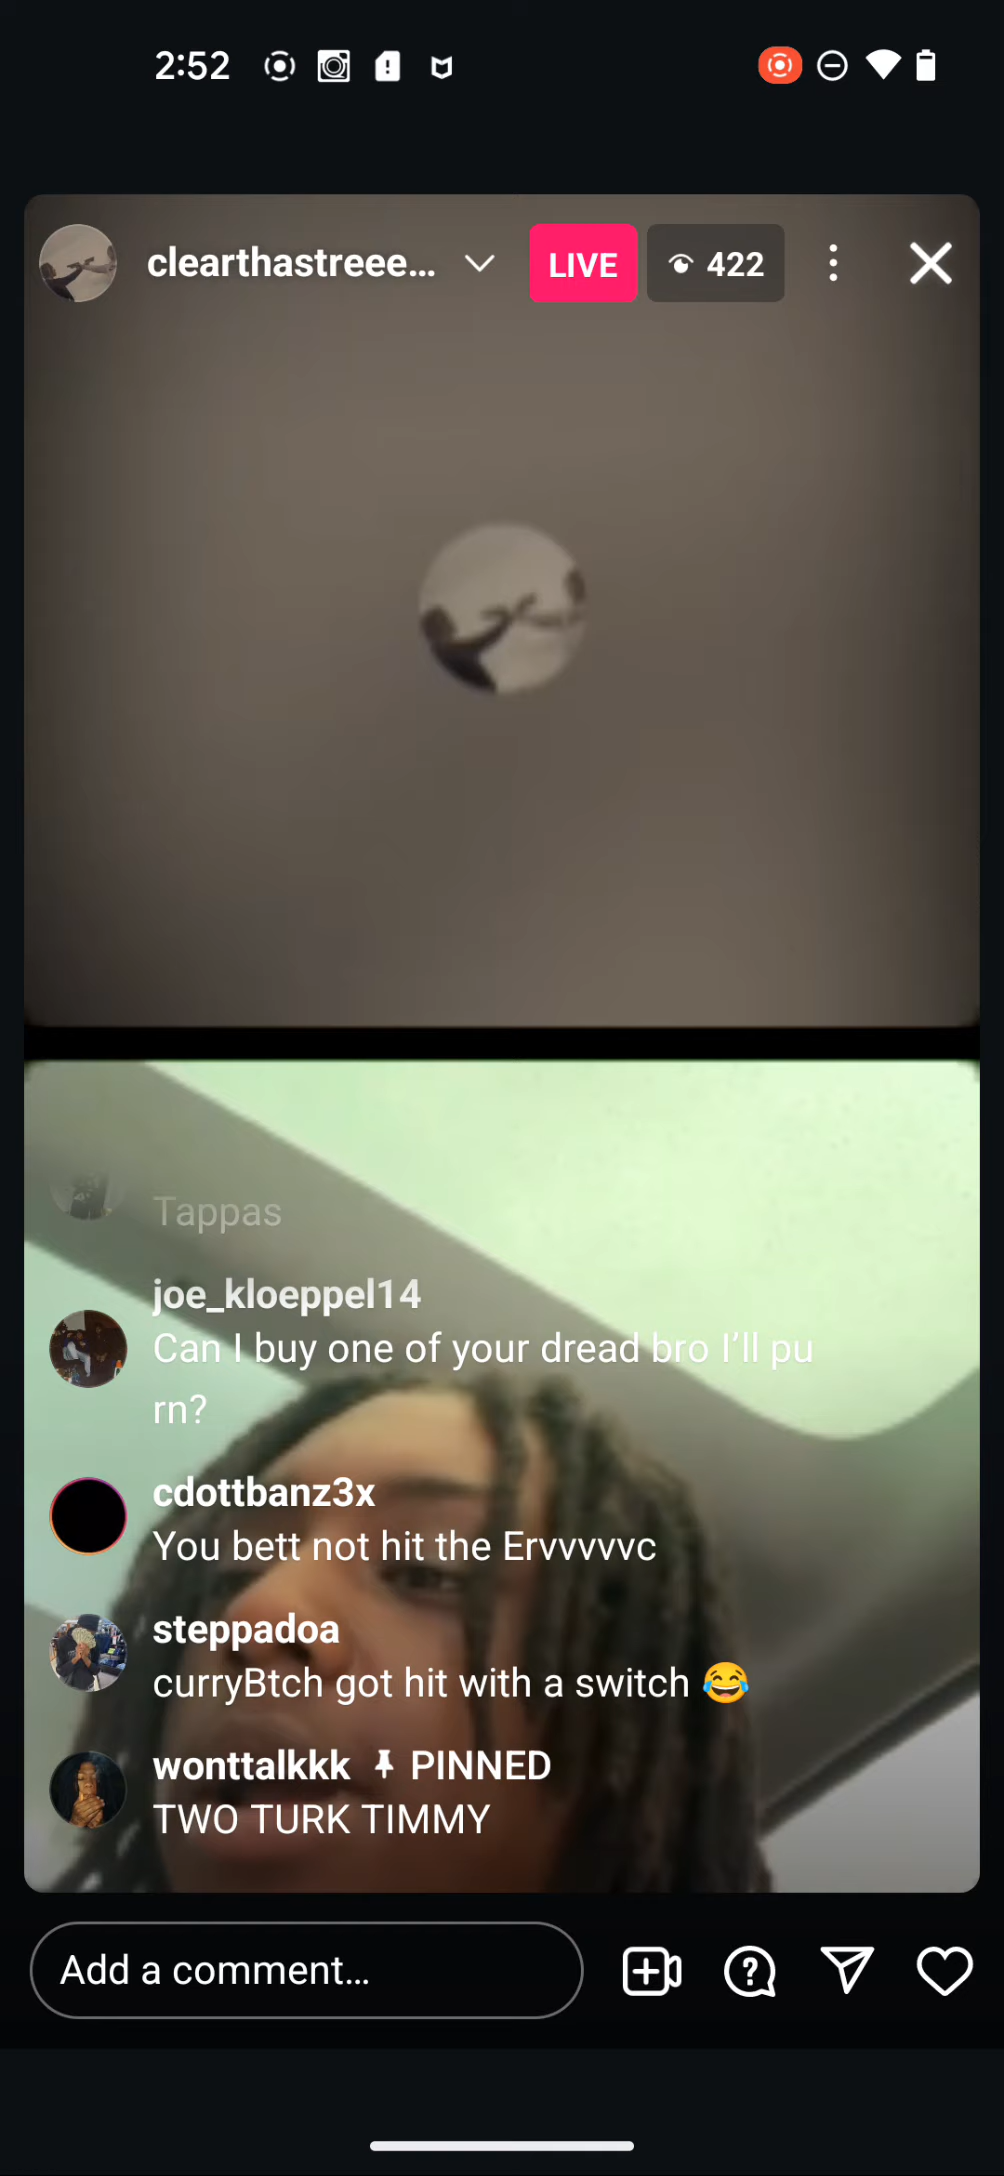 2:52
clearthastreee...
LIVE
422
Tappas
joe_kloeppel14
Can I buy one of your dread bro I’ll pu
rn?
cdottbanz3x
You bett not hit the Ervvvvvc
steppadoa
curryBtch got hit with a switch 😂
wonttalkkk PINNED
TWO TURK TIMMY
Add a comment...